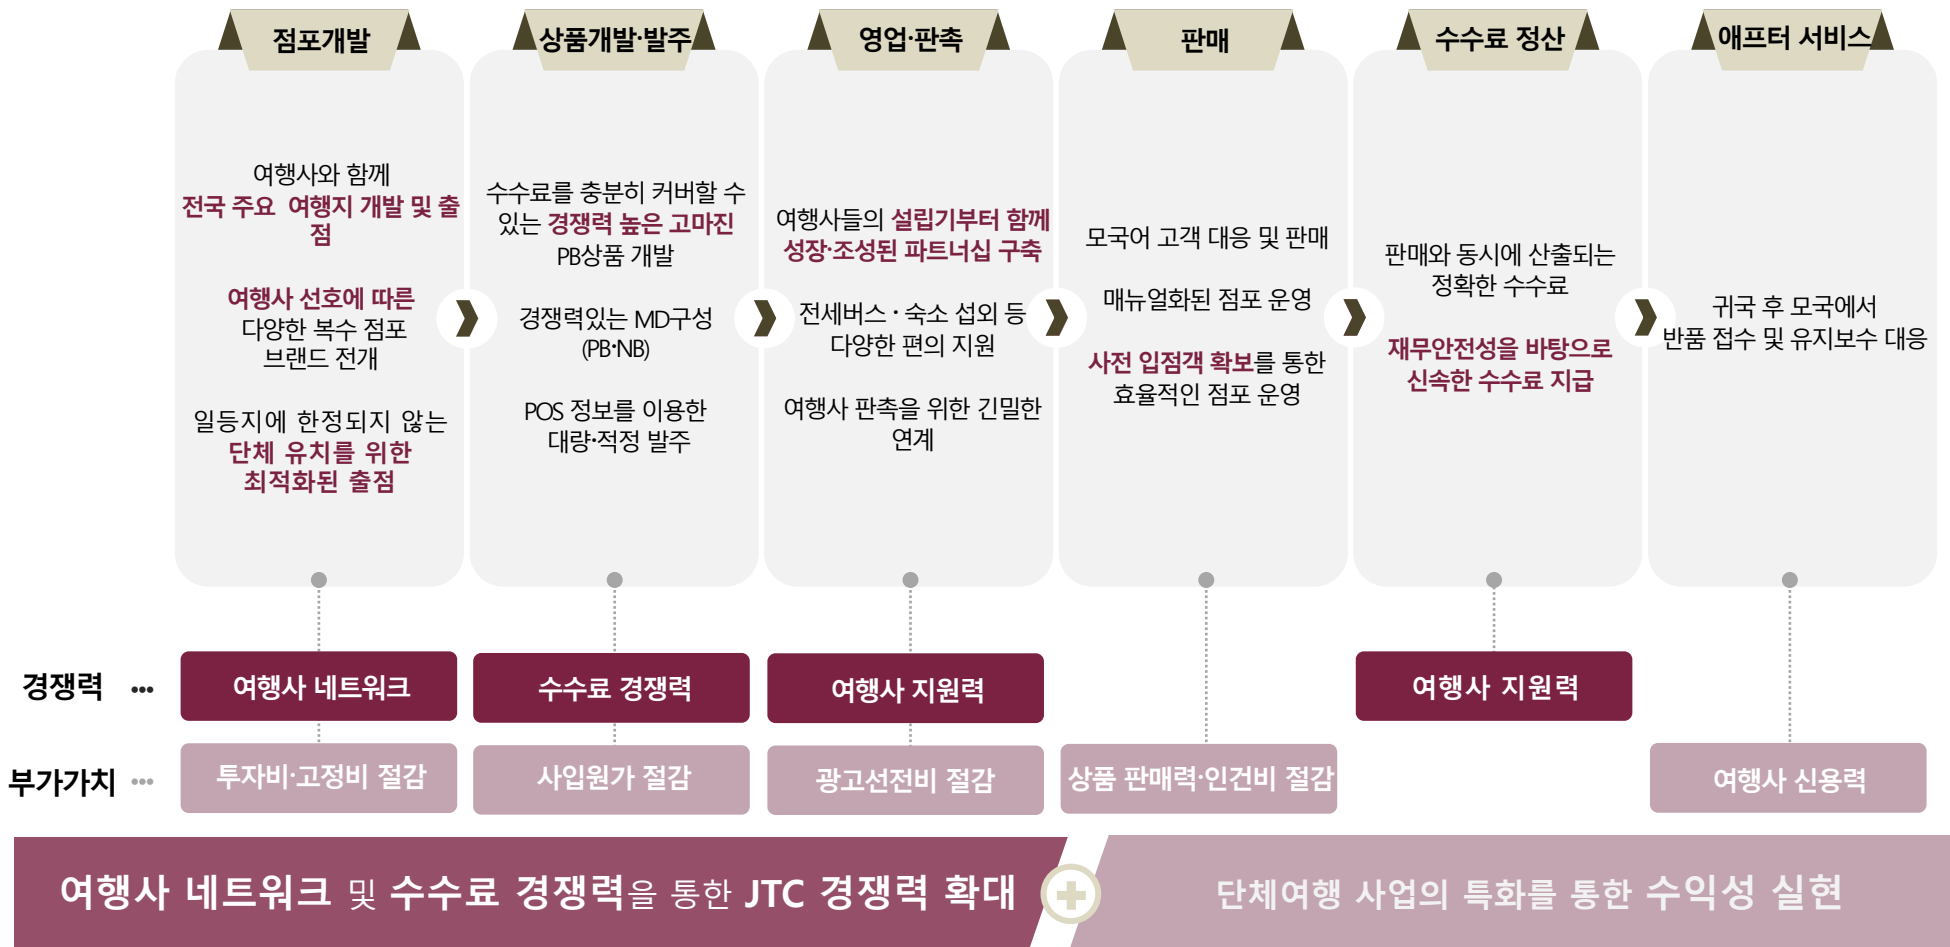 점포개발
여행사와 함께
전국 주요 여행지 개발 및 출
점
여행사 선호에 따른
다양한 복수 점포
브랜드 전개
일등지에 한정되지 않는
단체 유치를 위한
최적화된 출점
상품개발·발주
수수료를 충분히 커버할 수
있는 경쟁력 높은 고마진
PB상품 개발
경쟁력있는 MD구성
(PB·NB)
POS 정보를 이용한
대량·적정 발주
영업·판촉
여행사들의 설립기부터 함께
성장·조성된 파트너십 구축
전세버스・숙소 섭외 등
다양한 편의 지원
여행사 판촉을 위한 긴밀한
연계
판매
모국어 고객 대응 및 판매
매뉴얼화된 점포 운영
사전 입점객 확보를 통한
효율적인 점포 운영
수수료 정산
판매와 동시에 산출되는
정확한 수수료
재무안전성을 바탕으로
신속한 수수료 지급
애프터 서비스
귀국 후 모국에서
반품 접수 및 유지보수 대응
경쟁력 ···
여행사 네트워크
수수료 경쟁력
여행사 지원력
여행사 지원력
부가가치 ···
투자비·고정비 절감
사입원가 절감
광고선전비 절감
상품 판매력·인건비 절감
여행사 신용력
여행사 네트워크 및 수수료 경쟁력을 통한 JTC 경쟁력 확대
단체여행 사업의 특화를 통한 수익성 실현